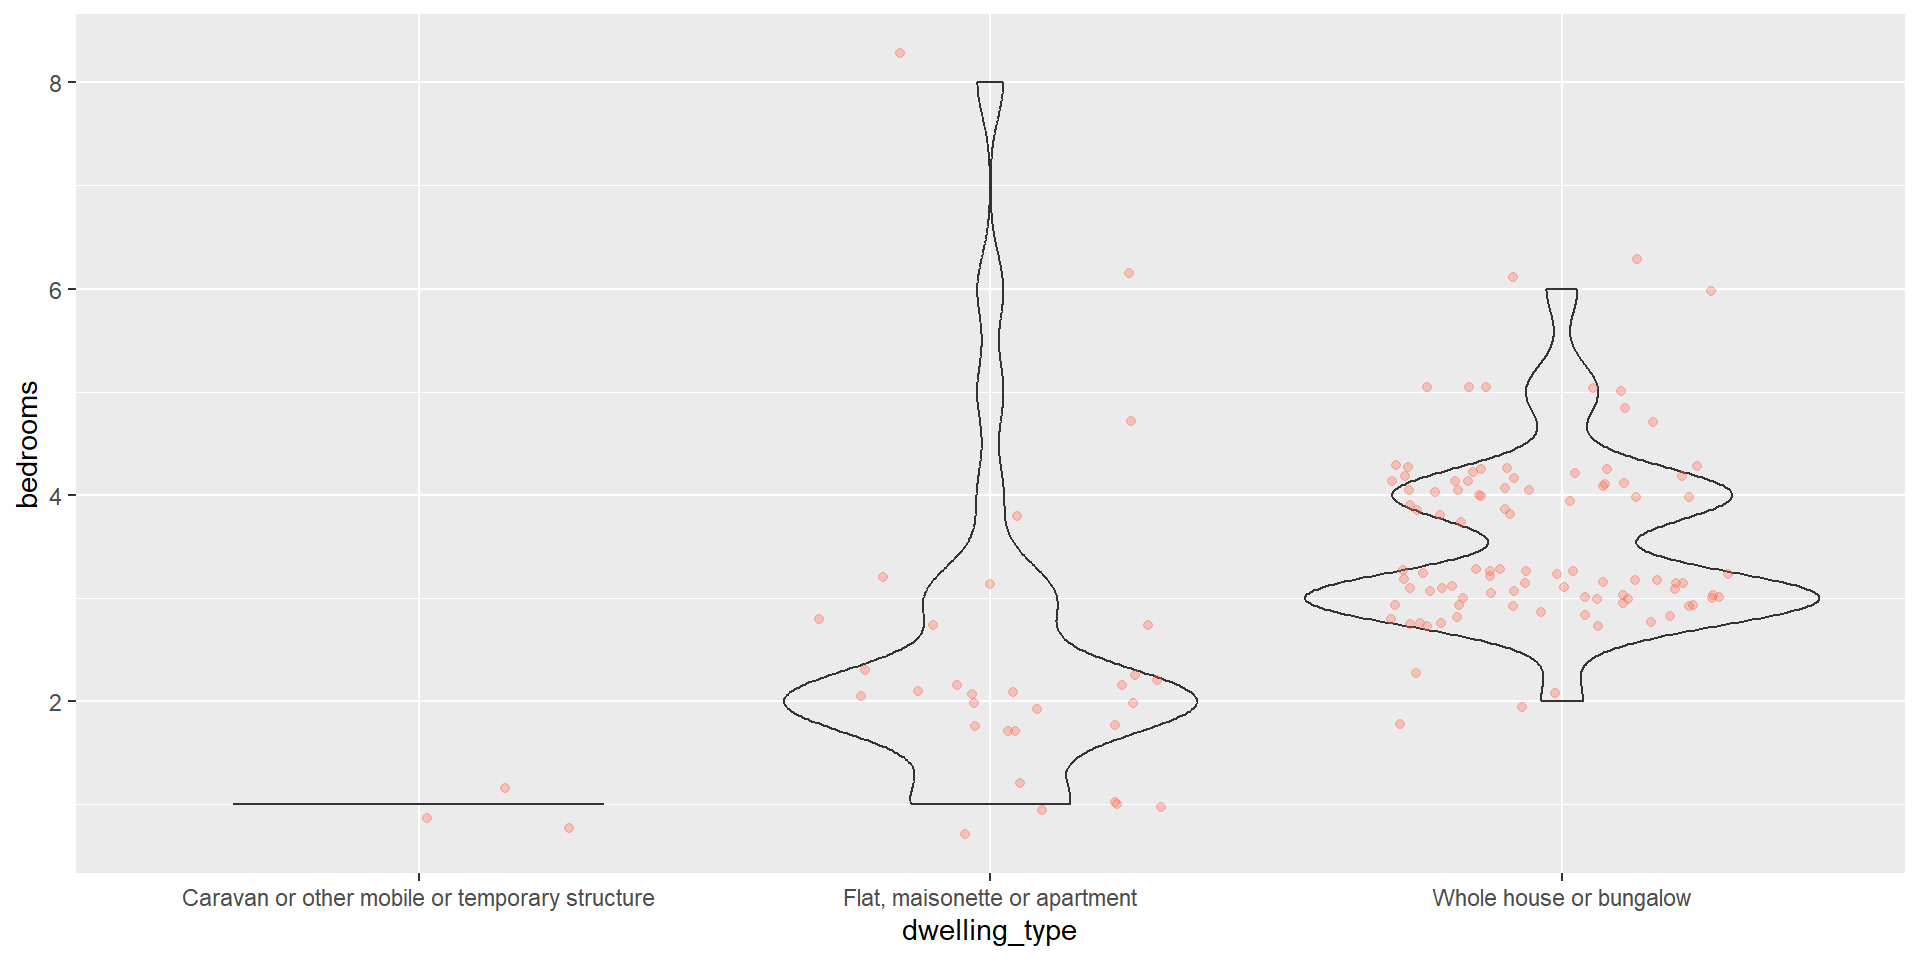 8
6
4
2
bedrooms
Caravan or other mobile or temporary structure
Flat, maisonette or apartment
Whole house or bungalow
dwelling_type